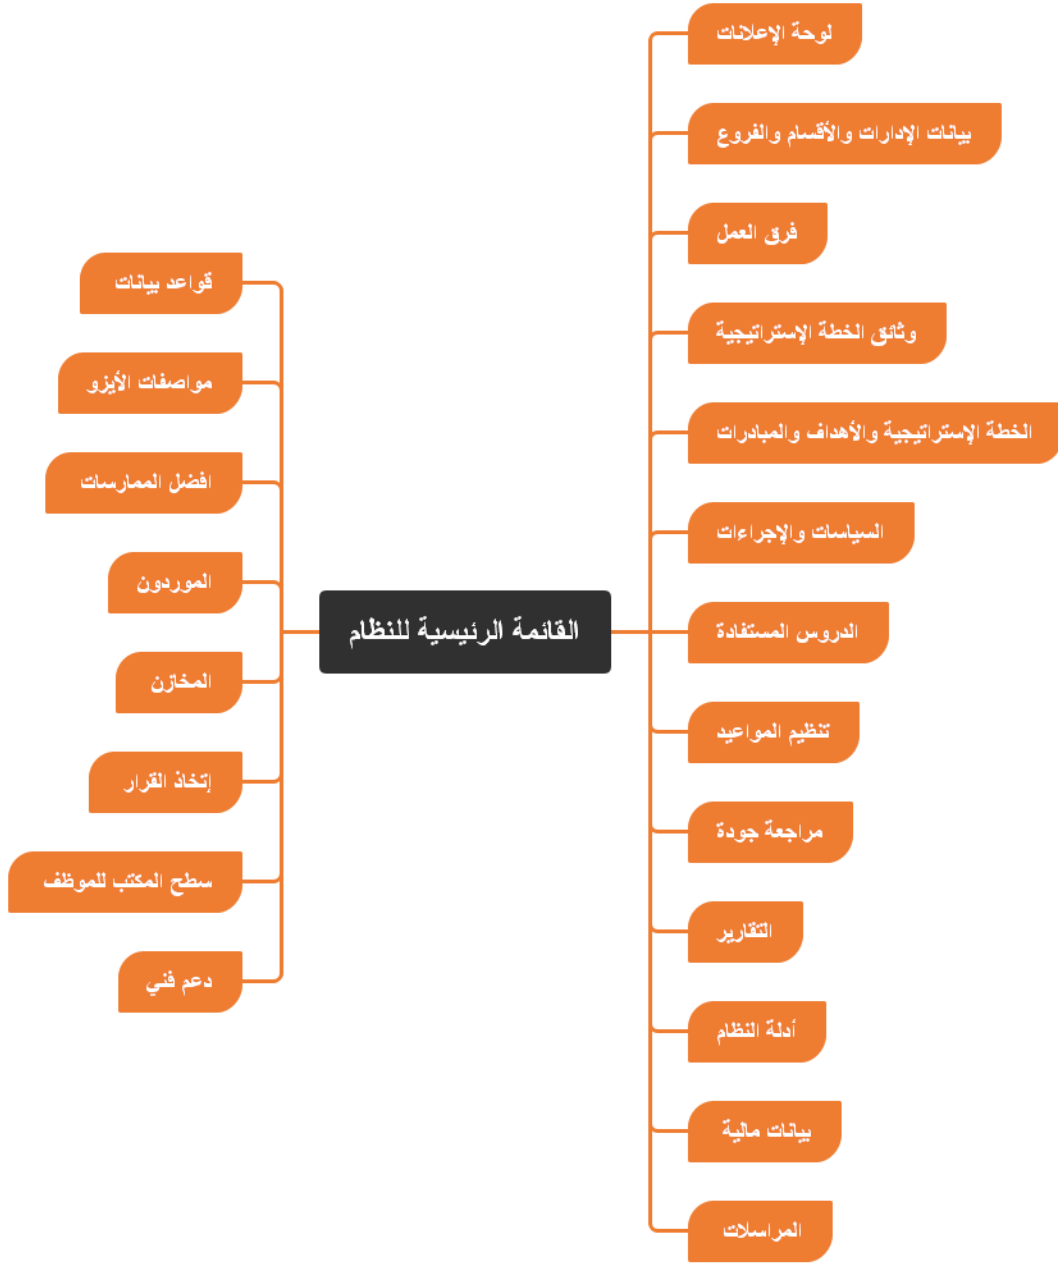 القائمة الرئيسية للنظام
لوحة الإعلانات
بيانات الإدارات والأقسام والفروع
فرق العمل
وثائق الخطة الإستراتيجية
الخطة الإستراتيجية والأهداف والمبادرات
السياسات والإجراءات
الدروس المستفادة
تنظيم المواعيد
مراجعة جودة
التقارير
أدلة النظام
بيانات مالية
المراسلات
قواعد بيانات
مواصفات الأيزو
افضل الممارسات
الموردون
المخازن
إتخاذ القرار
سطح المكتب للموظف
دعم فني